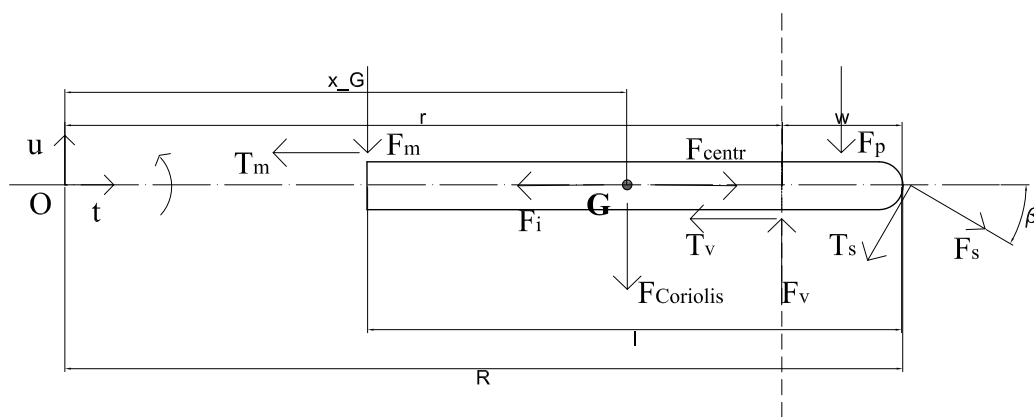 x_G
r
w
u
T_m
F_m
F_centr
F_p
O
t
F_i
G
T_v
T_s
F_s
β
F_Coriolis
F_v
l
R